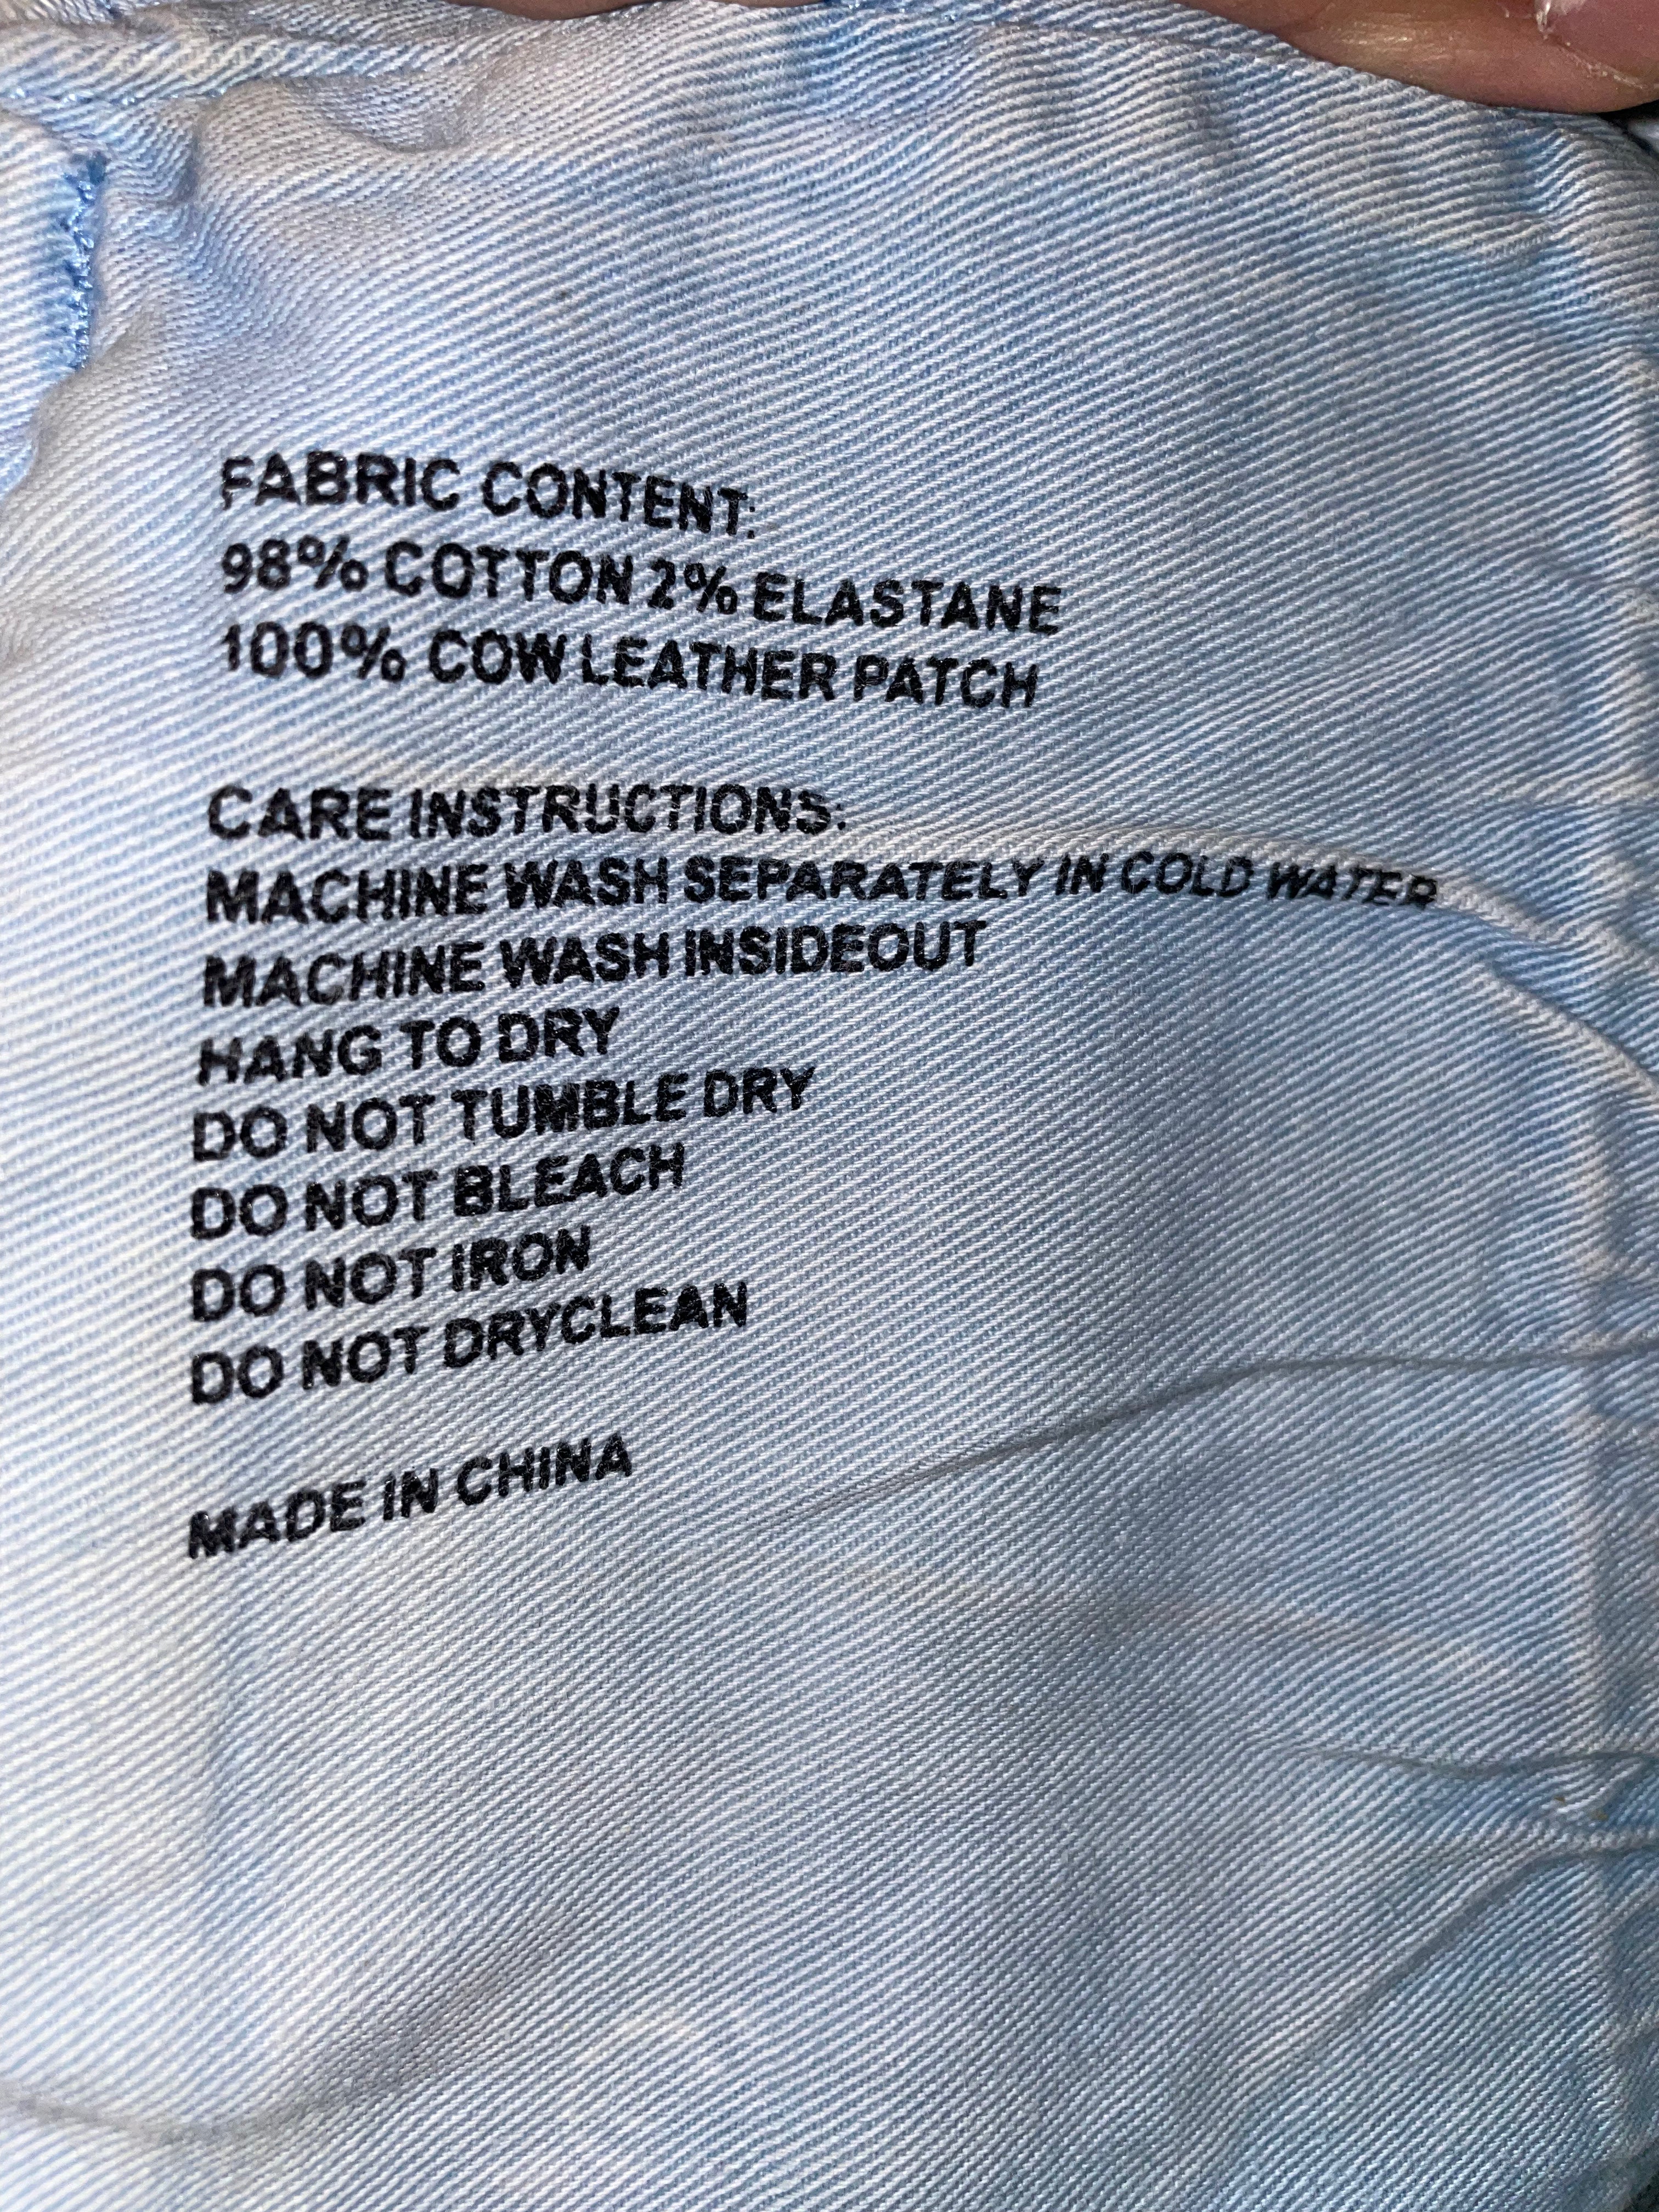 FABRIC CONTENT:
98% COTTON 2% ELASTANE
100% COW LEATHER PATCH
CARE INSTRUCTIONS:
MACHINE WASH SEPARATELY IN COLD WATER
MACHINE WASH INSIDEOUT
HANG TO DRY
DO NOT TUMBLE DRY
DO NOT BLEACH
DO NOT IRON
DO NOT DRYCLEAN
MADE IN CHINA